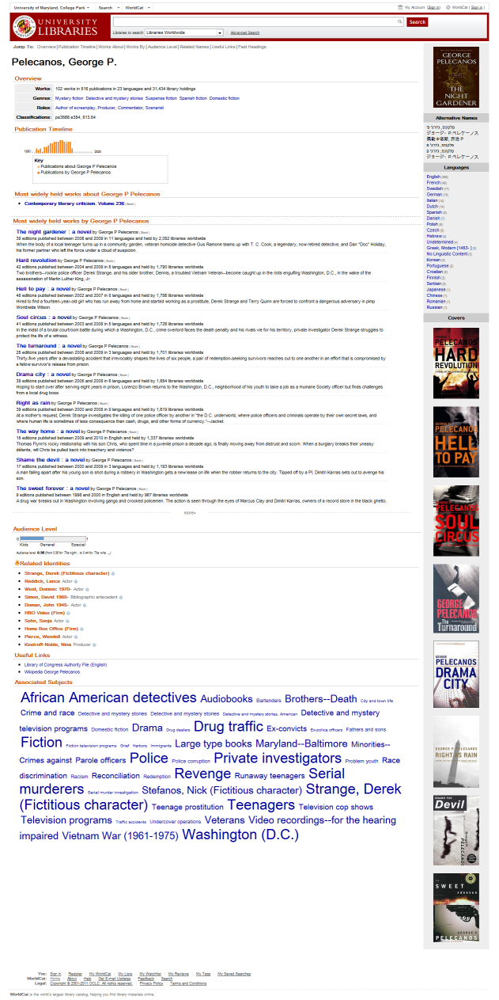 University of Maryland, College Park
Search
WorldCat
My Account (Sign in)
WorldCat (Sign in)
UNIVERSITY
LIBRARIES
Search
Libraries to search
Libraries Worldwide
Advanced Search
Jump To: Overview | Publication Timeline | Works About | Works By | Audience Level | Related Names | Useful Links | Fast Headings
Pelecanos, George P.
Overview
Works: 102 works in 516 publications in 23 languages and 31,434 library holdings
Genres: Mystery fiction Detective and mystery stories Suspense fiction Spanish fiction Domestic fiction
Roles: Author of screenplay, Producer, Commentator, Scenarist
Classifications: ps3566.e354, 813.54
Publication Timeline
2020
Key
Publications about George P Pelecanos
Publications by George P Pelecanos
Most widely held works about George P Pelecanos
Contemporary literary criticism. Volume 236 [Book]
Most widely held works by George P Pelecanos
The night gardener : a novel by George P Pelecanos (Book)
38 editions published between 2006 and 2009 in 11 languages and held by 2,062 libraries worldwide
When the body of a local teenager turns up in a community garden, veteran homicide detective Gus Ramone teams up with T. C. Cook, a legendary, now retired detective, and Dan "Doc" Holiday,
his former partner who left the force under a cloud of suspicion.
Hard revolution by George P Pelecanos (Book)
42 editions published between 2004 and 2009 in 5 languages and held by 1,790 libraries worldwide
Two brothers--rookie police officer Derek Strange, and his older brother, Dennis, a troubled Vietnam Veteran--become caught up in the riots engulfing Washington, D.C., in the wake of the
assassination of Martin Luther King, Jr.
Hell to pay : a novel by George P Pelecanos (Book)
48 editions published between 2002 and 2007 in 8 languages and held by 1,786 libraries worldwide
Hired to find a fourteen-year-old girl who has run away from home and started working as a prostitute, Derek Strange and Terry Quinn are forced to confront a dangerous adversary in pimp
Worldwide Wilson.
Soul circus : a novel by George P Pelecanos (Book)
41 editions published between 2003 and 2008 in 5 languages and held by 1,726 libraries worldwide
In the midst of a brutal courtroom battle during which a Washington, D.C., crime overlord faces the death penalty and his rivals vie for his territory, private investigator Derek Strange struggles to
protect the life of a witness.
The turnaround : a novel by George P Pelecanos (Book)
25 editions published between 2008 and 2009 in 3 languages and held by 1,701 libraries worldwide
Thirty-five years after a devastating accident that irrevocably shapes the lives of six people, a pair of redemption-seeking survivors reaches out to one another in an effort that is compromised by
a fellow survivor's release from prison.
Drama city : a novel by George P Pelecanos (Book)
35 editions published between 2005 and 2008 in 6 languages and held by 1,684 libraries worldwide
Hoping to start over after serving eight years in prison, Lorenzo Brown returns to the Washington, D.C., neighborhood of his youth to take a job as a Humane Society officer but finds challenges
from a local drug boss.
Right as rain by George P Pelecanos (Book)
39 editions published between 2000 and 2008 in 9 languages and held by 1,619 libraries worldwide
At a mother's request, Derek Strange investigates the killing of one police officer by another in "the D.C. underworld, where police officers and criminals operate by their own secret laws, and
where human life is sometimes of less consequence than cash, drugs, and other forms of currency."--Jacket.
The way home : a novel by George P Pelecanos (Book)
15 editions published between 2009 and 2010 in English and held by 1,337 libraries worldwide
Thomas Flynn's rocky relationship with his son Chris, who spent time in a juvenile prison a decade ago, is finally moving away from distrust and scorn. When a burglary breaks their uneasy
détente, will Chris be pulled back into treachery and violence?
Shame the devil : a novel by George P Pelecanos (Book)
17 editions published between 2000 and 2009 in 3 languages and held by 1,193 libraries worldwide
A man falling apart after his young son is shot during a robbery in Washington gets a new lease on life when the robber returns to the city. Tipped off by a PI, Dimitri Karras sets out to avenge his
son.
The sweet forever : a novel by George P Pelecanos (Book)
9 editions published between 1998 and 2000 in English and held by 967 libraries worldwide
A drug war breaks out in Washington involving gangs and crooked policemen. The action is seen through the eyes of Marcus Clay and Dimitri Karras, owners of a record store in the black ghetto.
more
Audience Level
0 1
Kids General Special
Audience level: 0.36
Related Identities
Strange, Derek (Fictitious character)
Reddick, Lance Actor
West, Dominic 1970- Actor
Simon, David 1960- Bibliographic antecedent
Doman, John 1945- Actor
HBO Video (Firm)
Sohn, Sonja Actor
Home Box Office (Firm)
Pierce, Wendell Actor
Kostroff-Noble, Nina Producer
Useful Links
Library of Congress Authority File (English)
Wikipedia George Pelecanos
Associated Subjects
African American detectives Audiobooks Bartenders Brothers--Death City and town life
Crime and race Detective and mystery stories Detective and mystery stories Detective and mystery stories, American Detective and mystery
television programs Domestic fiction Drama Drug dealers Drug traffic Ex-convicts Ex-police officers Fathers and sons
Fiction Fiction television programs Grief Harbors Immigrants Large type books Maryland--Baltimore Minorities--
Crimes against Parole officers Police Police corruption Private investigators Problem youth Race
discrimination Racism Reconciliation Redemption Revenge Runaway teenagers Serial
murderers Serial murder investigation Stefanos, Nick (Fictitious character) Strange, Derek
(Fictitious character) Teenage prostitution Teenagers Television cop shows
Television programs Traffic accidents Undercover operations Veterans Video recordings--for the hearing
impaired Vietnam War (1961-1975) Washington (D.C.)
GEORGE
PELECANOS
THE
NIGHT
GARDENER
Alternative Names
ジョージ・P.ペレケーノス
ジョージ・P.ペレケーノス
Languages
English
French
Swedish
German
Italian
Dutch
Spanish
Danish
Polish
Czech
Hebrew
Undetermined
Greek, Modern [1453- ]
No Linguistic Content
Korean
Portuguese
Croatian
Finnish
Serbian
Japanese
Chinese
Romanian
Russian
Covers
PELECANOS
HARD
REVOLUTION
PELECANOS
HELL
TO PAY
PELECANOS
SOUL
CIRCUS
GEORGE
PELECANOS
The Turnaround
PELECANOS
DRAMA
CITY
GEORGE P. PELECANOS
RIGHT AS RAIN
SHAME THE
Devil
SWEET
FOREVER
GEORGE P.
PELECANOS
You: Sign In Register My WorldCat My Lists My Watchlist My Reviews My Tags My Saved Searches
WorldCat: Home About Help Get E-mail Updates Feedback Search
Legal: Copyright © 2001-2011 OCLC. All rights reserved. Privacy Policy Terms and Conditions
WorldCat is the world's largest library catalog, helping you find library materials online.